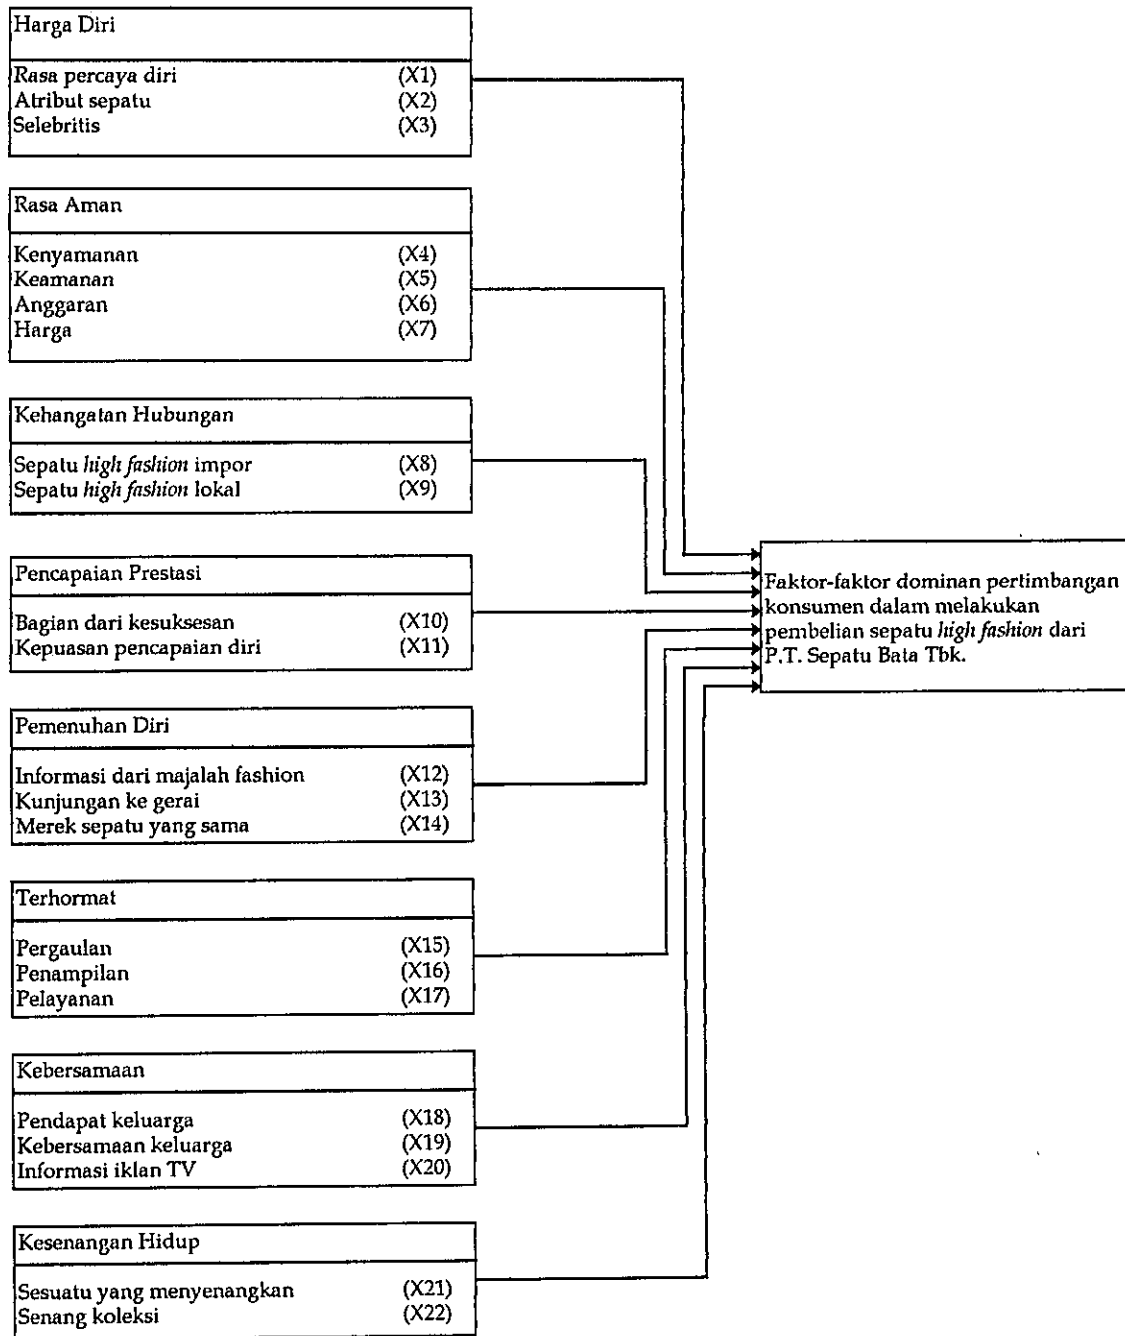 Harga Diri
Rasa percaya diri (X1)
Atribut sepatu (X2)
Selebritis (X3)
Rasa Aman
Kenyamanan (X4)
Keamanan (X5)
Anggaran (X6)
Harga (X7)
Kehangatan Hubungan
Sepatu high fashion impor (X8)
Sepatu high fashion lokal (X9)
Pencapaian Prestasi
Bagian dari kesuksesan (X10)
Kepuasan pencapaian diri (X11)
Pemenuhan Diri
Informasi dari majalah fashion (X12)
Kunjungan ke gerai (X13)
Merek sepatu yang sama (X14)
Terhormat
Pergaulan (X15)
Penampilan (X16)
Pelayanan (X17)
Kebersamaan
Pendapat keluarga (X18)
Kebersamaan keluarga (X19)
Informasi iklan TV (X20)
Kesenangan Hidup
Sesuatu yang menyenangkan (X21)
Senang koleksi (X22)
Faktor-faktor dominan pertimbangan
konsumen dalam melakukan
pembelian sepatu high fashion dari
P.T. Sepatu Bata Tbk.